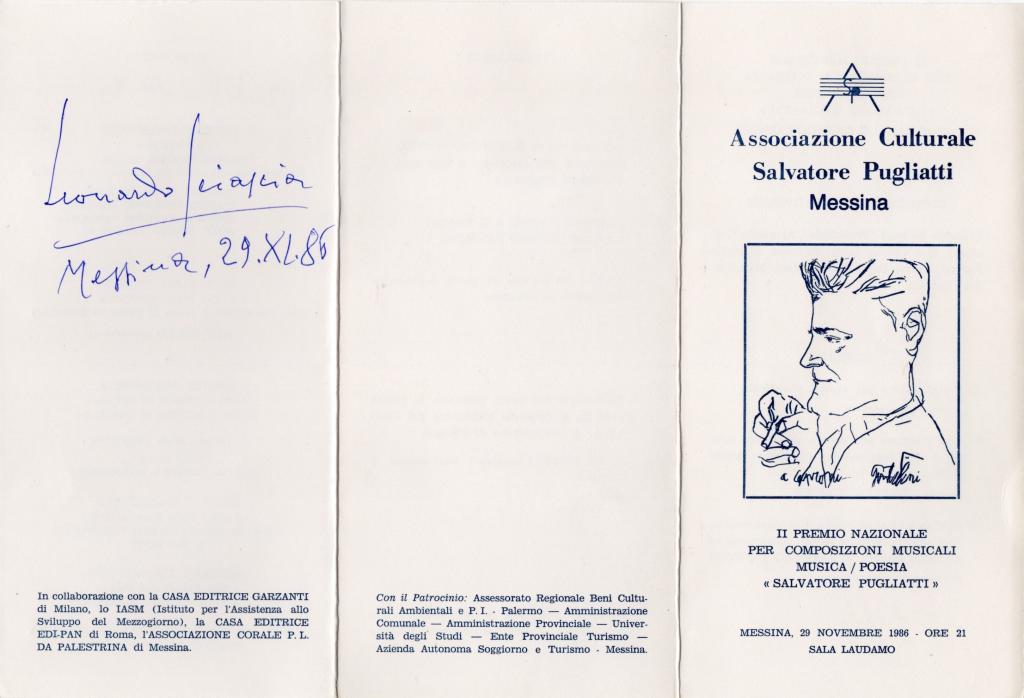 Leonardo Sciascia
Messina, 29.XI.86
In collaborazione con la CASA EDITRICE GARZANTI
di Milano, lo IASM (Istituto per l'Assistenza allo
Sviluppo del Mezzogiorno), la CASA EDITRICE
EDI-PAN di Roma, l'ASSOCIAZIONE CORALE P. L.
DA PALESTRINA di Messina.
Con il Patrocinio: Assessorato Regionale Beni Cultu-
rali Ambientali e P. I. - Palermo — Amministrazione
Comunale — Amministrazione Provinciale — Univer-
sità degli Studi — Ente Provinciale Turismo —
Azienda Autonoma Soggiorno e Turismo - Messina.
Associazione Culturale
Salvatore Pugliatti
Messina
a
II PREMIO NAZIONALE
PER COMPOSIZIONI MUSICALI
MUSICA / POESIA
« SALVATORE PUGLIATTI »
MESSINA, 29 NOVEMBRE 1986 - ORE 21
SALA LAUDAMO